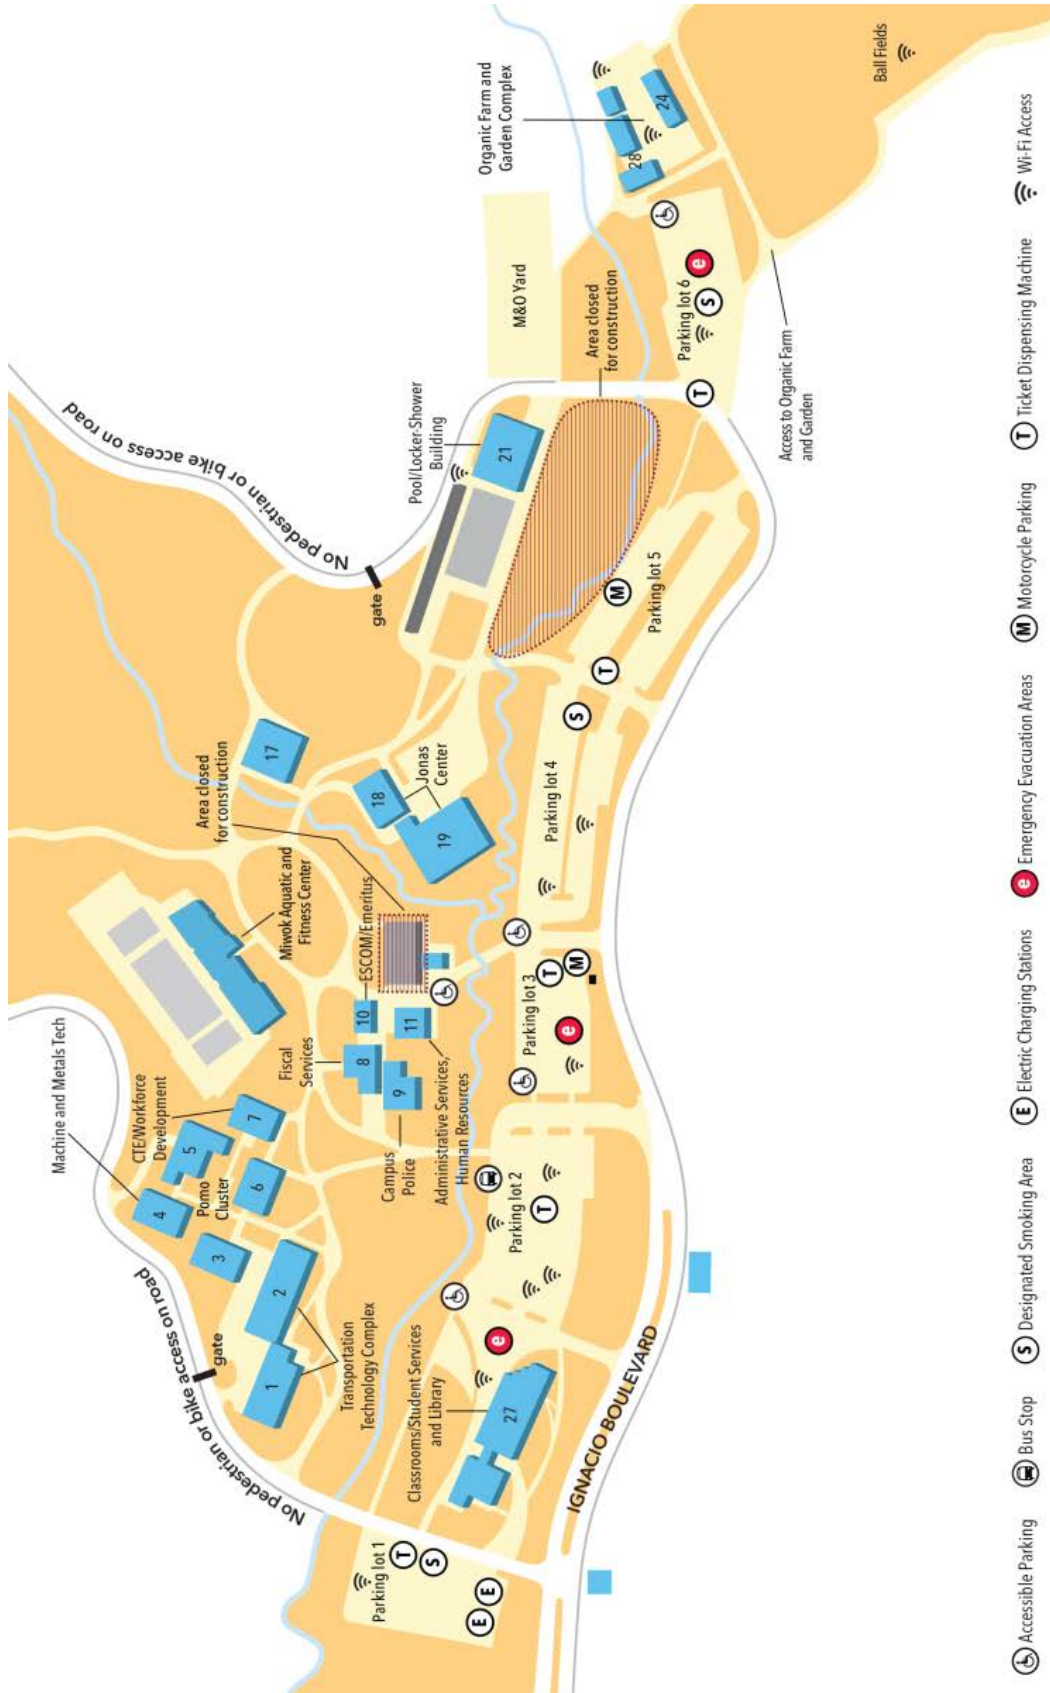 No pedestrian or bike access on road
gate
Machine and Metals Tech
CTE/Workforce
Development
4
5
7
Pomo
Cluster
3
6
2
1
Transportation
Technology Complex
Miwok Aquatic and
Fitness Center
Area closed
for construction
17
No pedestrian or bike access on road
gate
Fiscal
Services
ESCOM/Emeritus
10
8
9
11
Campus
Police
Administrative Services,
Human Resources
18
19
Jonas
Center
Pool/Locker-Shower
Building
21
M&O Yard
Organic Farm and
Garden Complex
28
24
Ball Fields
Area closed
for construction
Classrooms/Student Services
and Library
27
Parking lot 1
T
S
E
E
e
Parking lot 2
T
Parking lot 3
T
M
e
Parking lot 4
S
T
Parking lot 5
M
Parking lot 6
T
S
e
Access to Organic Farm
and Garden
IGNACIO BOULEVARD
Accessible Parking
Bus Stop
S Designated Smoking Area
E Electric Charging Stations
e Emergency Evacuation Areas
M Motorcycle Parking
T Ticket Dispensing Machine
Wi-Fi Access